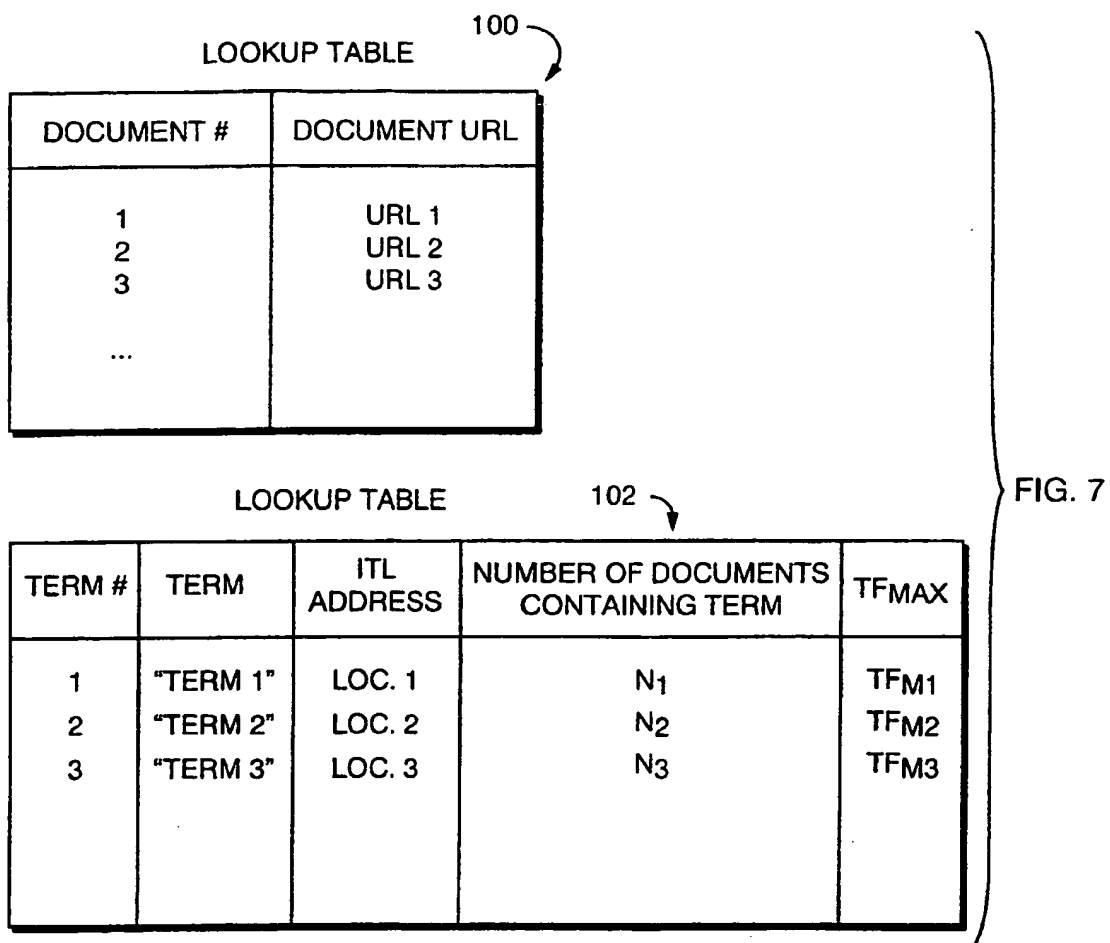 100
LOOKUP TABLE
DOCUMENT # DOCUMENT URL
1 URL 1
2 URL 2
3 URL 3
...
LOOKUP TABLE 102
FIG. 7
TERM # TERM ITL ADDRESS NUMBER OF DOCUMENTS CONTAINING TERM TFMAX
1 “TERM 1” LOC. 1 N1 TFM1
2 “TERM 2” LOC. 2 N2 TFM2
3 “TERM 3” LOC. 3 N3 TFM3